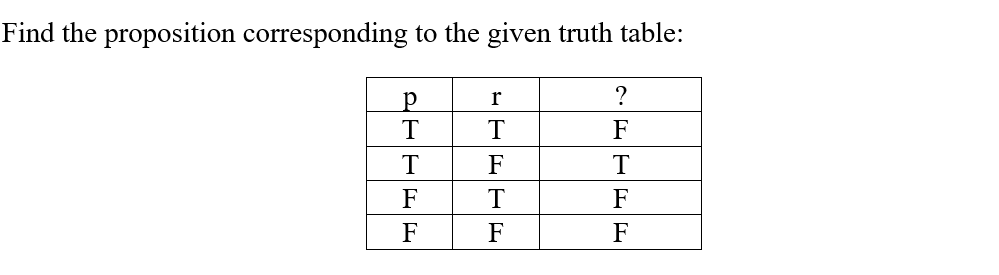 Find the proposition corresponding to the given truth table:
p r ?
T T F
T F T
F T F
F F F